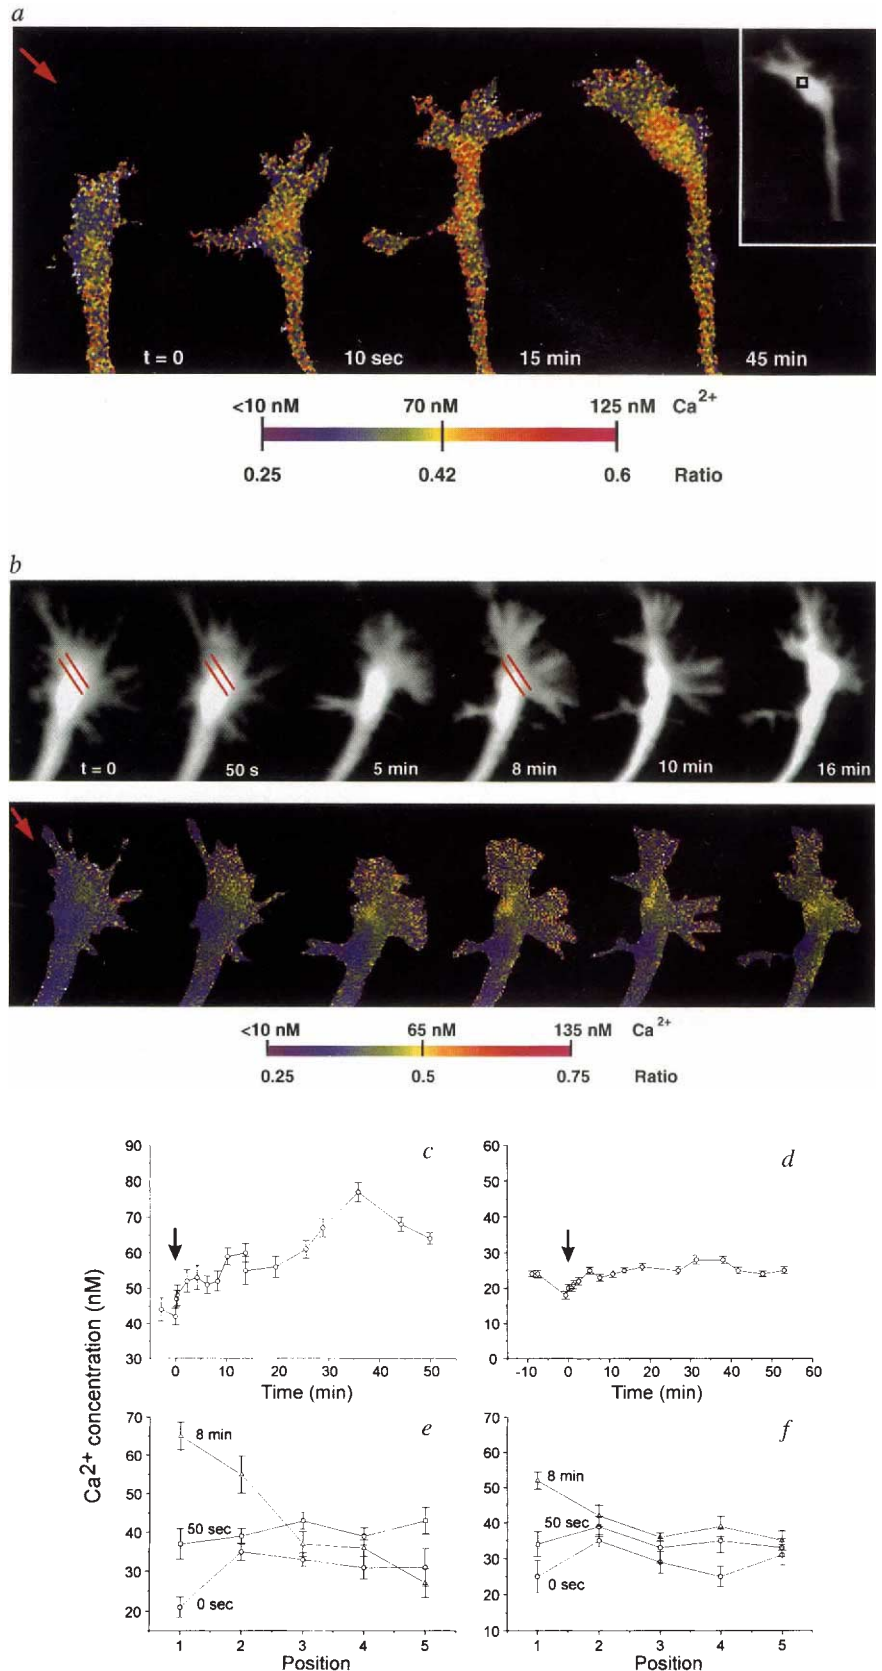 a
t = 0 10 sec 15 min 45 min
<10 nM 70 nM 125 nM Ca2+
0.25 0.42 0.6 Ratio
b
t = 0 50 s 5 min 8 min 10 min 16 min
<10 nM 65 nM 135 nM Ca2+
0.25 0.5 0.75 Ratio
Ca2+ concentration (nM)
c
90
80
70
60
50
40
30
0 10 20 30 40 50
Time (min)
d
60
50
40
30
20
10
0
-10 0 10 20 30 40 50 60
Time (min)
e
70
60
50
40
30
20
8 min
50 sec
0 sec
1 2 3 4 5
Position
f
70
60
50
40
30
20
10
8 min
50 sec
0 sec
1 2 3 4 5
Position